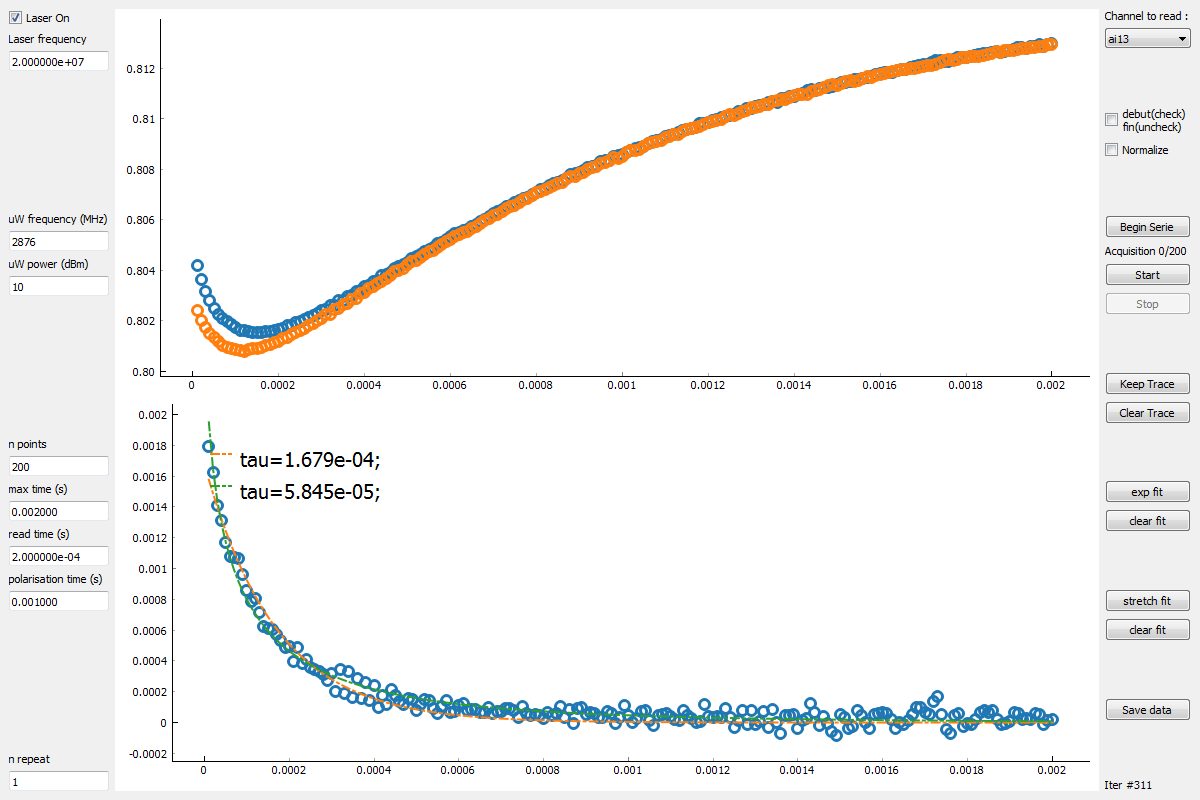 Laser On
Laser frequency
2.000000e+07
uW frequency (MHz)
2876
uW power (dBm)
10
n points
200
max time (s)
0.002000
read time (s)
2.000000e-04
polarisation time (s)
0.001000
n repeat
1
0.812
0.81
0.808
0.806
0.804
0.802
0.80
0 0.0002 0.0004 0.0006 0.0008 0.001 0.0012 0.0014 0.0016 0.0018 0.002
0.002
0.0018
0.0016
0.0014
0.0012
0.001
0.0008
0.0006
0.0004
0.0002
0
-0.0002
tau=1.679e-04;
tau=5.845e-05;
0 0.0002 0.0004 0.0006 0.0008 0.001 0.0012 0.0014 0.0016 0.0018 0.002
Channel to read :
ai13
debut(check)
fin(uncheck)
Normalize
Begin Serie
Acquisition 0/200
Start
Stop
Keep Trace
Clear Trace
exp fit
clear fit
stretch fit
clear fit
Save data
Iter #311